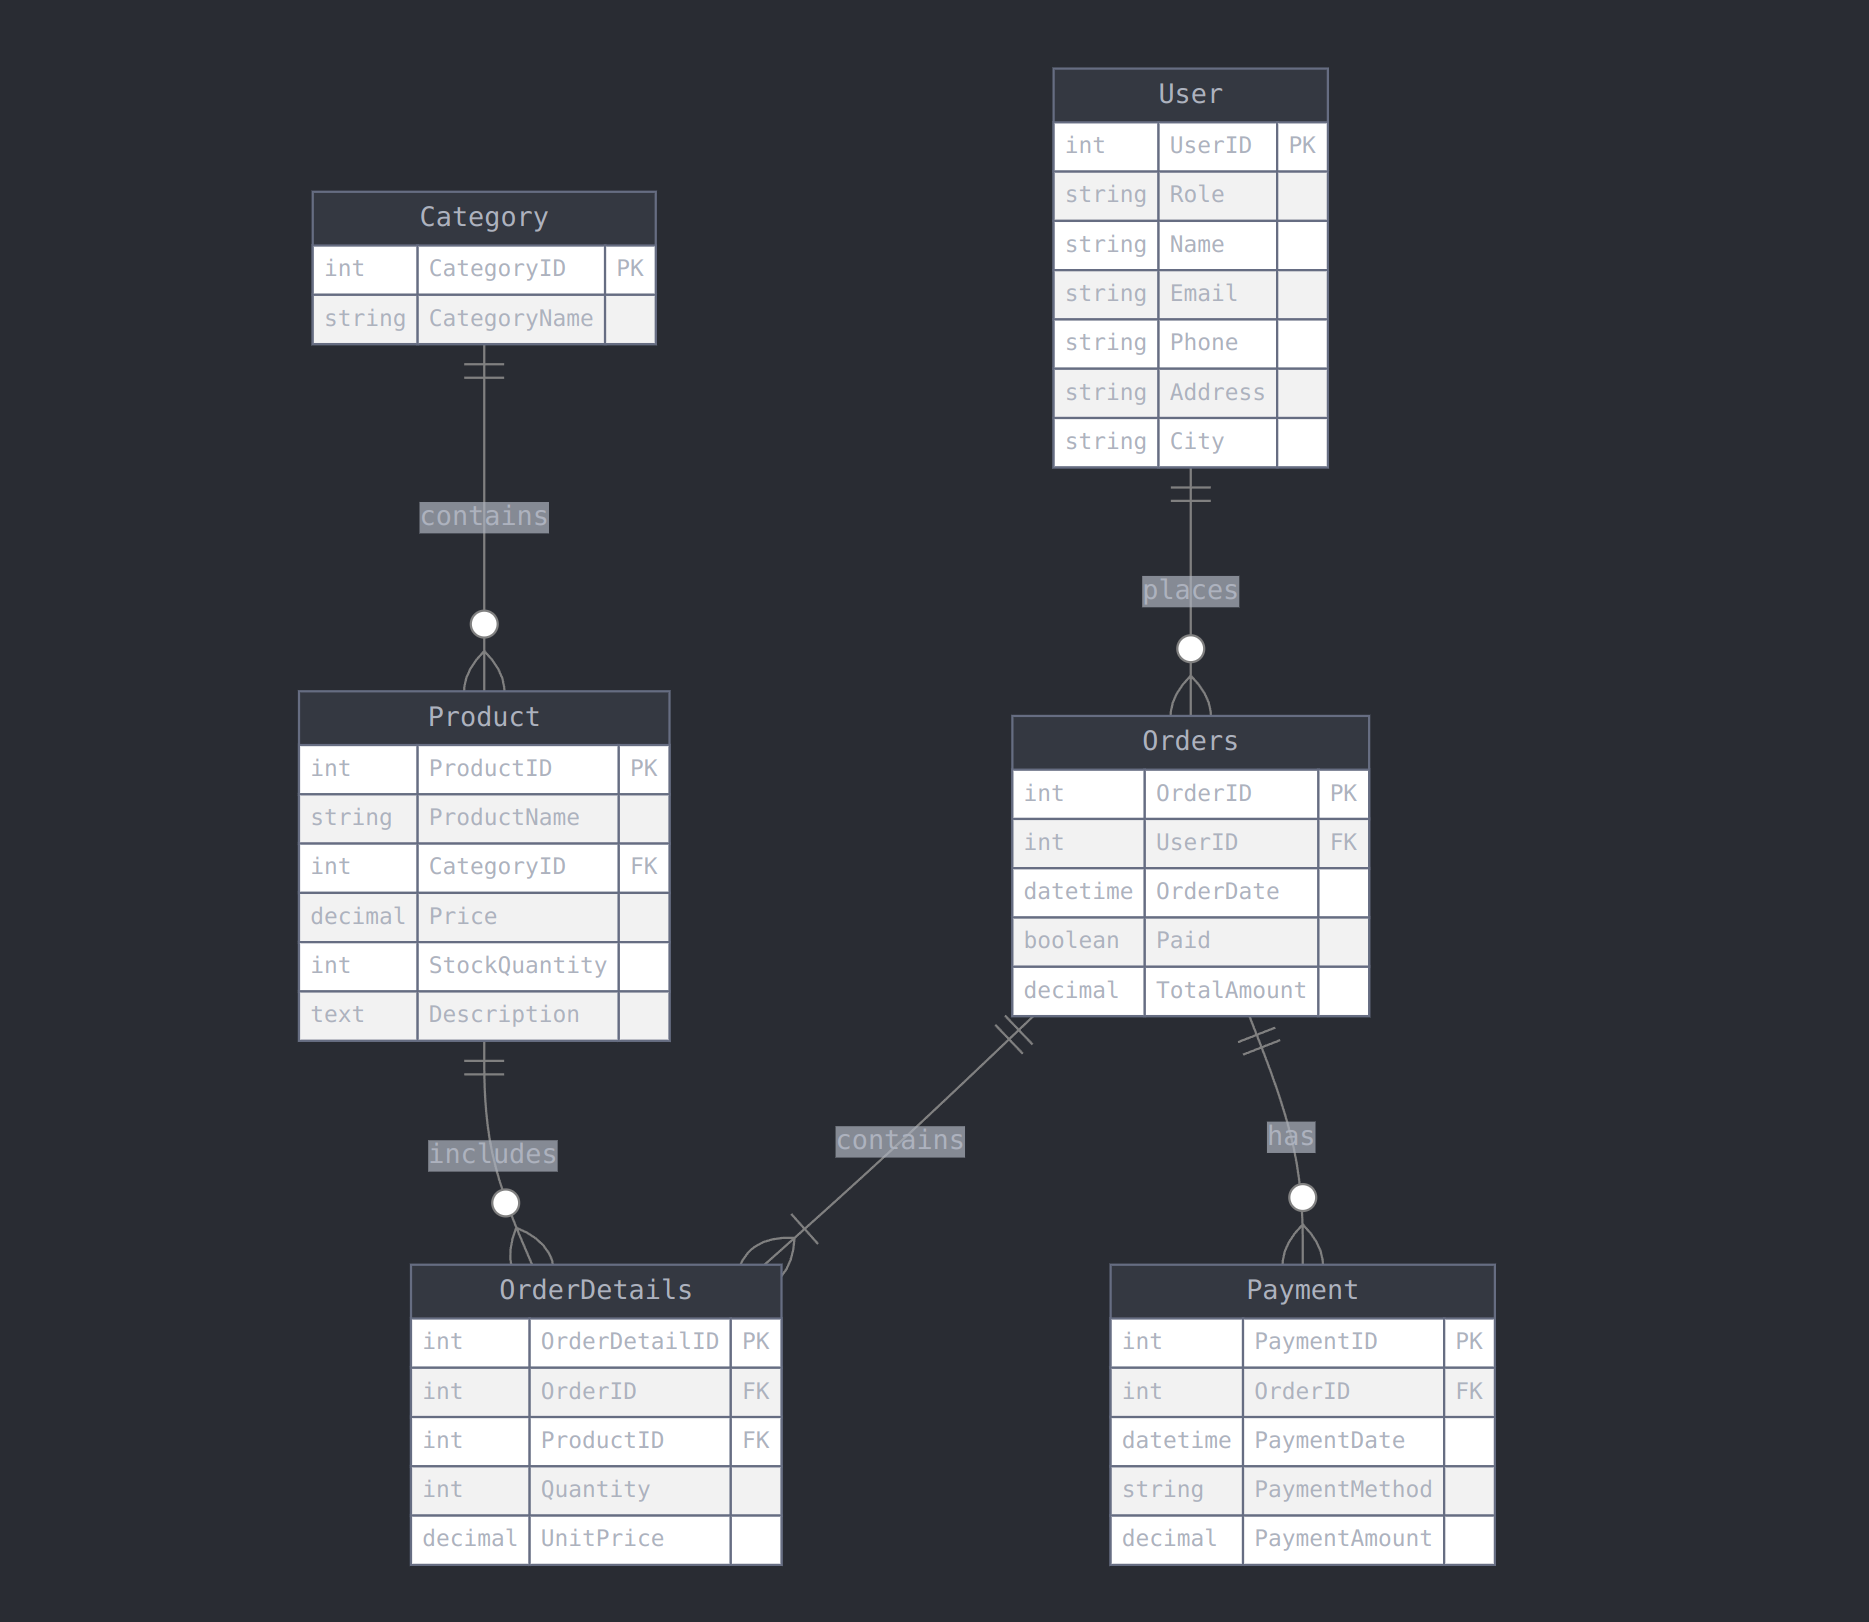 User
int UserID PK
string Role
string Name
string Email
string Phone
string Address
string City
Category
int CategoryID PK
string CategoryName
contains
places
Product
int ProductID PK
string ProductName
int CategoryID FK
decimal Price
int StockQuantity
text Description
Orders
int OrderID PK
int UserID FK
datetime OrderDate
boolean Paid
decimal TotalAmount
includes
contains
has
OrderDetails
int OrderDetailID PK
int OrderID FK
int ProductID FK
int Quantity
decimal UnitPrice
Payment
int PaymentID PK
int OrderID FK
datetime PaymentDate
string PaymentMethod
decimal PaymentAmount